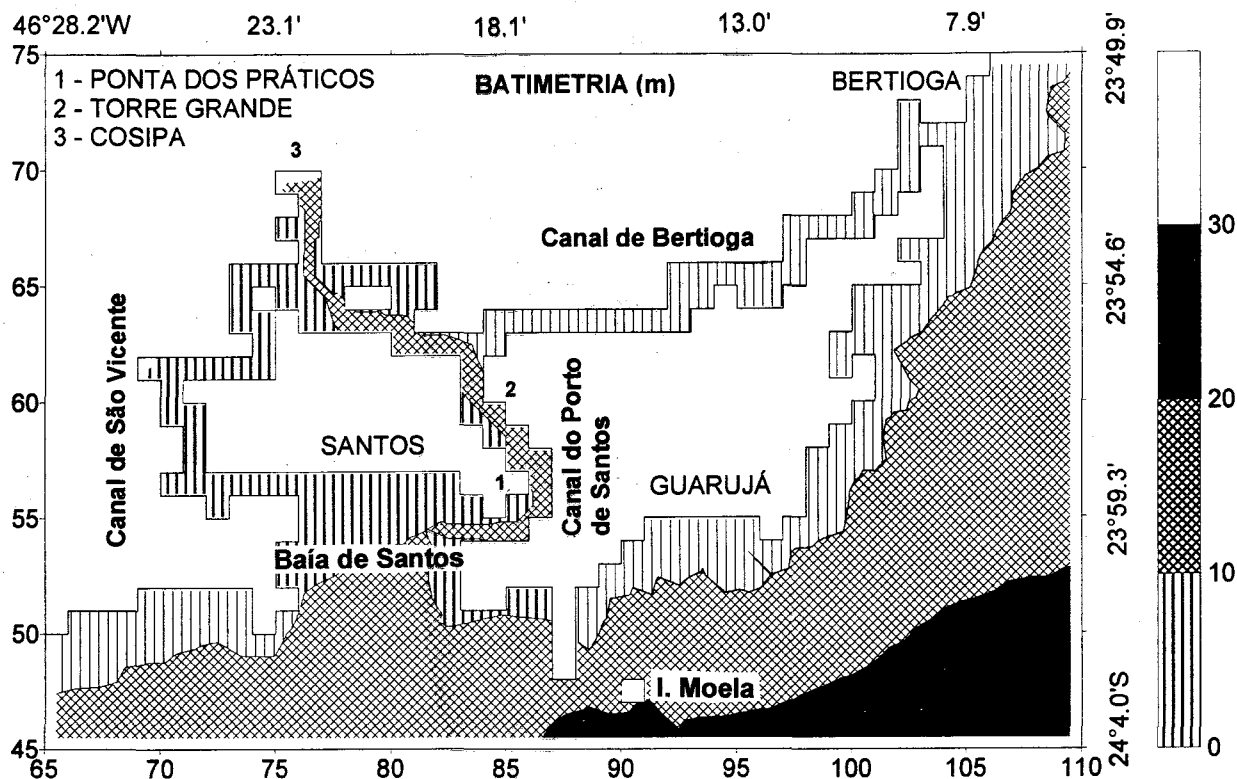 46°28.2'W 23.1' 18.1' 13.0' 7.9'
75
1 - PONTA DOS PRÁTICOS
2 - TORRE GRANDE
3 - COSIPA
BATIMETRIA (m)
BERTIOGA
23°49.9'
70
3
Canal de Bertioga
30
65
23°54.6'
Canal de São Vicente
2
60
20
SANTOS
Canal do Porto
de Santos
1
GUARUJÁ
23°59.3'
55
Baía de Santos
10
50
I. Moela
24°4.0'S
45
0
65 70 75 80 85 90 95 100 105 110